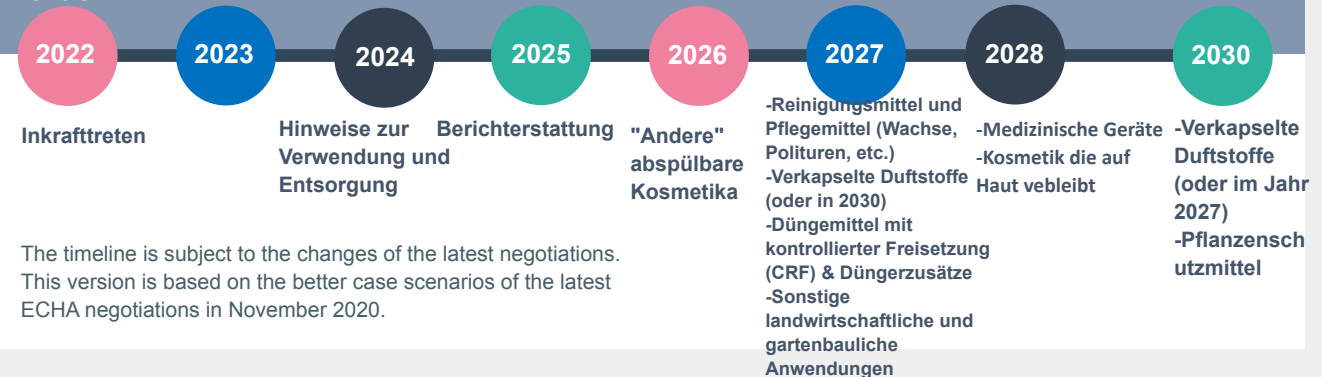 2022
2023
2024
2025
2026
2027
2028
2030
Inkrafttreten
Hinweise zur
Verwendung und
Entsorgung
Berichterstattung
"Andere"
abspülbare
Kosmetika
-Reinigungsmittel und
Pflegemittel (Wachse,
Polituren, etc.)
-Verkapselte Duftstoffe
(oder in 2030)
-Düngemittel mit
kontrollierter Freisetzung
(CRF) & Düngerzusätze
-Sonstige
landwirtschaftliche und
gartenbauliche
Anwendungen
-Medizinische Geräte
-Kosmetik die auf
Haut vebleibt
-Verkapselte
Duftstoffe
(oder im Jahr
2027)
-Pflanzensch
utzmittel
The timeline is subject to the changes of the latest negotiations.
This version is based on the better case scenarios of the latest
ECHA negotiations in November 2020.